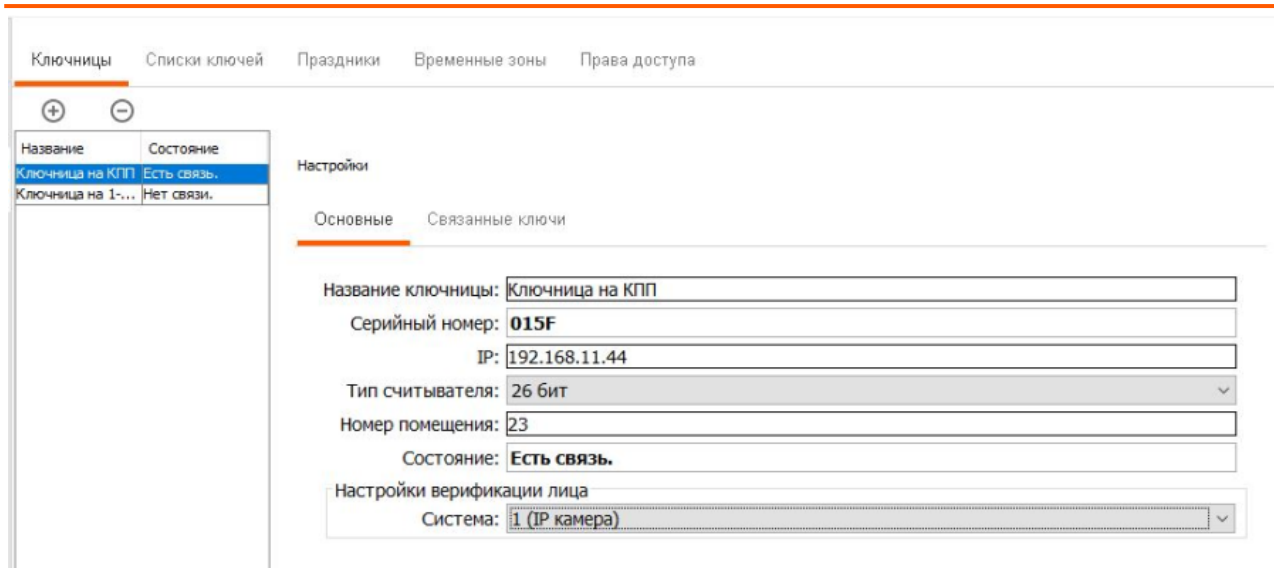 Ключницы Списки ключей Праздники Временные зоны Права доступа
Название Состояние
Ключница на КПП Есть связь.
Ключница на 1-... Нет связи.
Настройки
Основные Связанные ключи
Название ключницы: Ключница на КПП
Серийный номер: 015F
IP: 192.168.11.44
Тип считывателя: 26 бит
Номер помещения: 23
Состояние: Есть связь.
Настройки верификации лица
Система: 1 (IP камера)